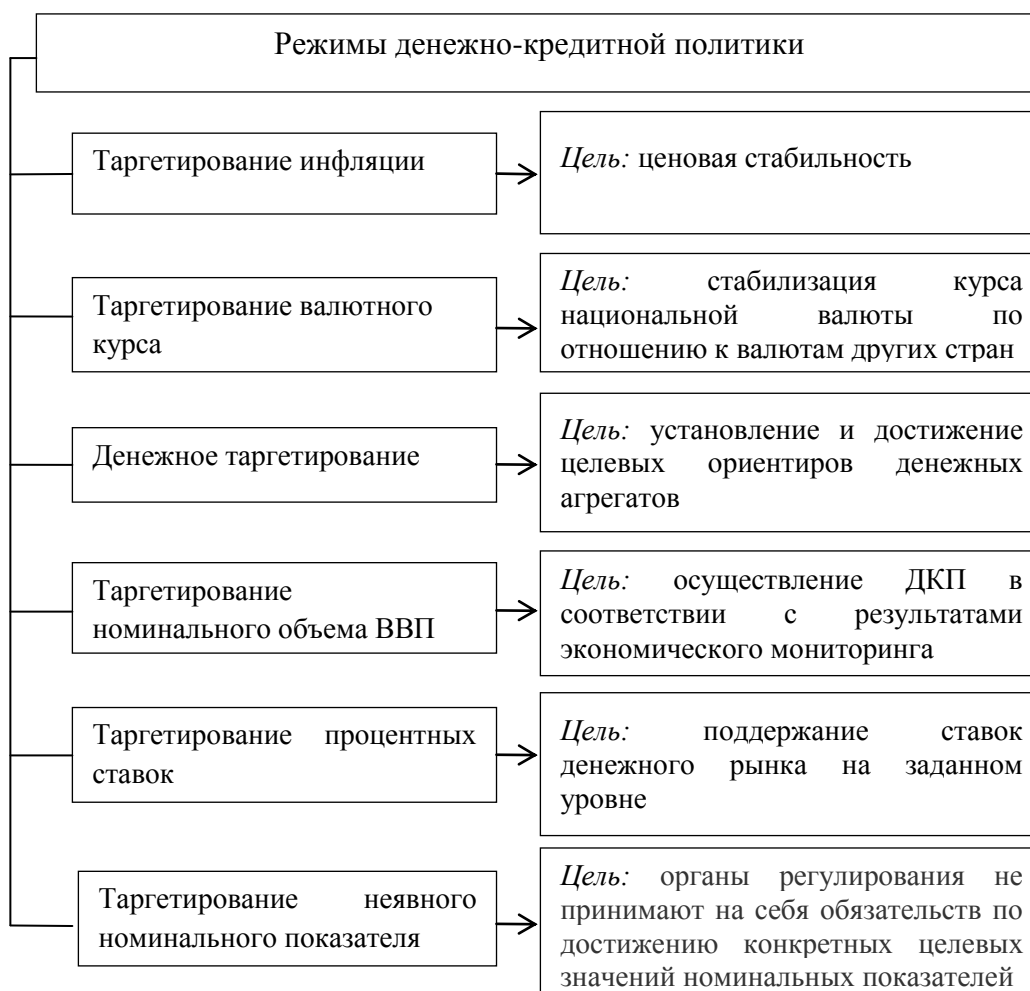 Режимы денежно-кредитной политики
Таргетирование инфляции
Цель: ценовая стабильность
Таргетирование валютного
курса
Цель: стабилизация курса
национальной валюты по
отношению к валютам других стран
Денежное таргетирование
Цель: установление и достижение
целевых ориентиров денежных
агрегатов
Таргетирование
номинального объема ВВП
Цель: осуществление ДКП в
соответствии с результатами
экономического мониторинга
Таргетирование процентных
ставок
Цель: поддержание ставок
денежного рынка на заданном
уровне
Таргетирование неявного
номинального показателя
Цель: органы регулирования не
принимают на себя обязательств по
достижению конкретных целевых
значений номинальных показателей